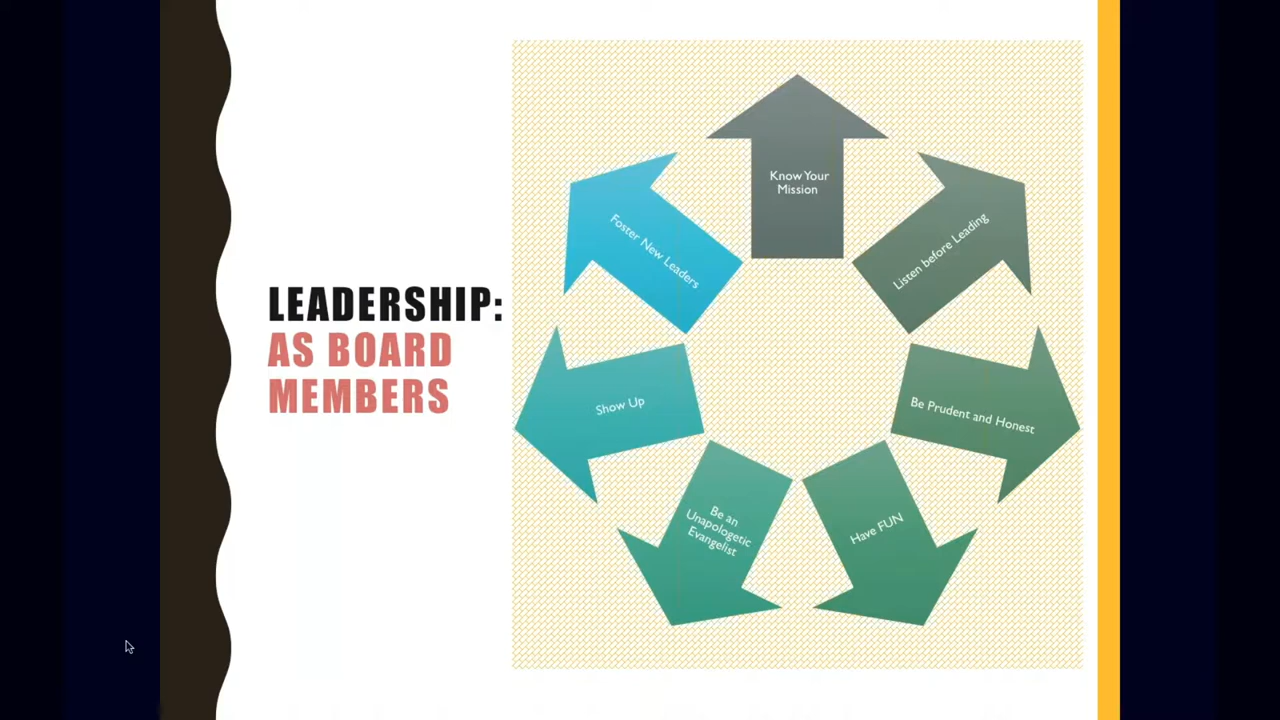 LEADERSHIP:
AS BOARD
MEMBERS
Know Your
Mission
Listen before Leading
Be Prudent and Honest
Have FUN
Be an
Unapologetic
Evangelist
Show Up
Foster New Leaders